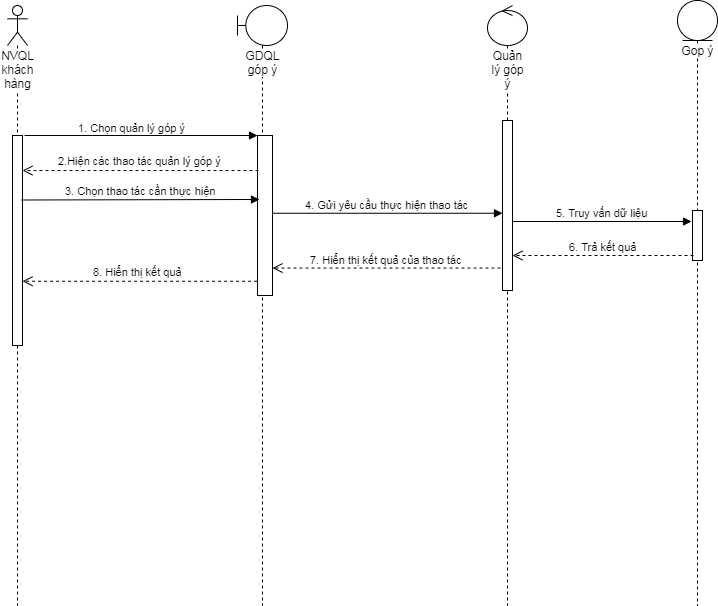 NVQL
khách
hàng
GDQL
góp ý
Quản
lý góp
ý
Gop ý
1. Chọn quản lý góp ý
2.Hiện các thao tác quản lý góp ý
3. Chọn thao tác cần thực hiện
4. Gửi yêu cầu thực hiện thao tác
5. Truy vấn dữ liệu
6. Trả kết quả
7. Hiển thị kết quả của thao tác
8. Hiển thị kết quả